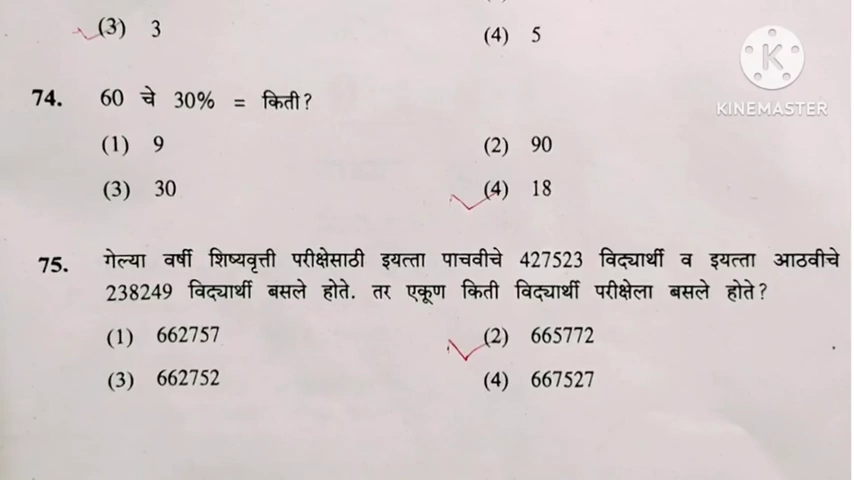 (3) 3
(4) 5
K
KINEMASTER
74. 60 चे 30% = किती?
(1) 9
(2) 90
(3) 30
(4) 18
75. गेल्या वर्षी शिष्यवृत्ती परीक्षेसाठी इयत्ता पाचवीचे 427523 विद्यार्थी व इयत्ता आठवीचे
238249 विद्यार्थी बसले होते. तर एकूण किती विद्यार्थी परीक्षेला बसले होते?
(1) 662757
(2) 665772
(3) 662752
(4) 667527